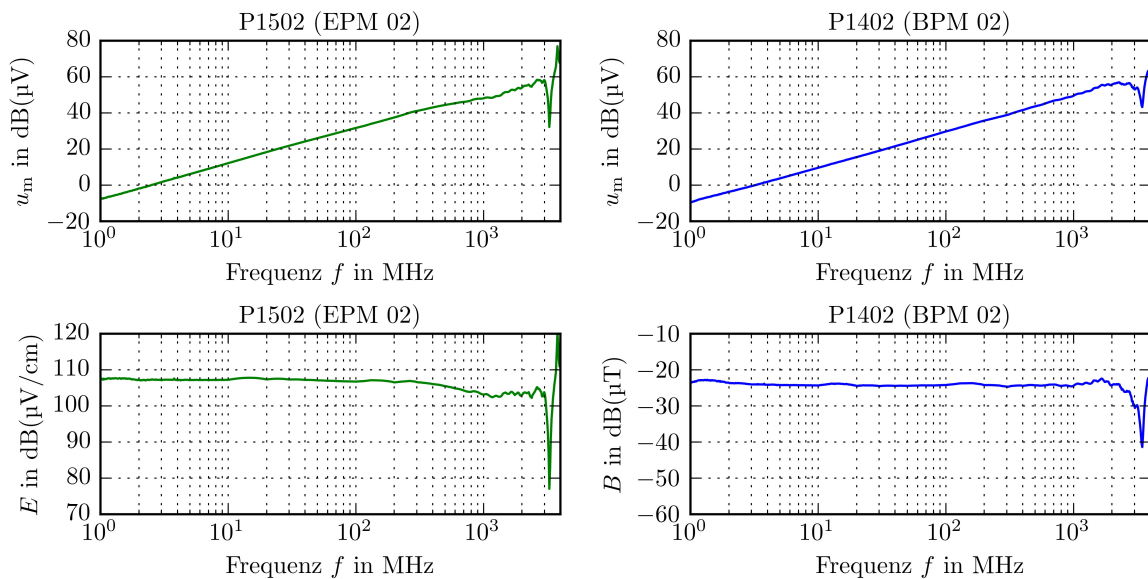 P1502 (EPM 02)
P1402 (BPM 02)
80
60
40
20
0
−20
u_m in dB(µV)
10^0 10^1 10^2 10^3
Frequenz f in MHz
80
60
40
20
0
−20
u_m in dB(µV)
10^0 10^1 10^2 10^3
Frequenz f in MHz
P1502 (EPM 02)
P1402 (BPM 02)
120
110
100
90
80
70
E in dB(µV/cm)
10^0 10^1 10^2 10^3
Frequenz f in MHz
−10
−20
−30
−40
−50
−60
B in dB(µT)
10^0 10^1 10^2 10^3
Frequenz f in MHz